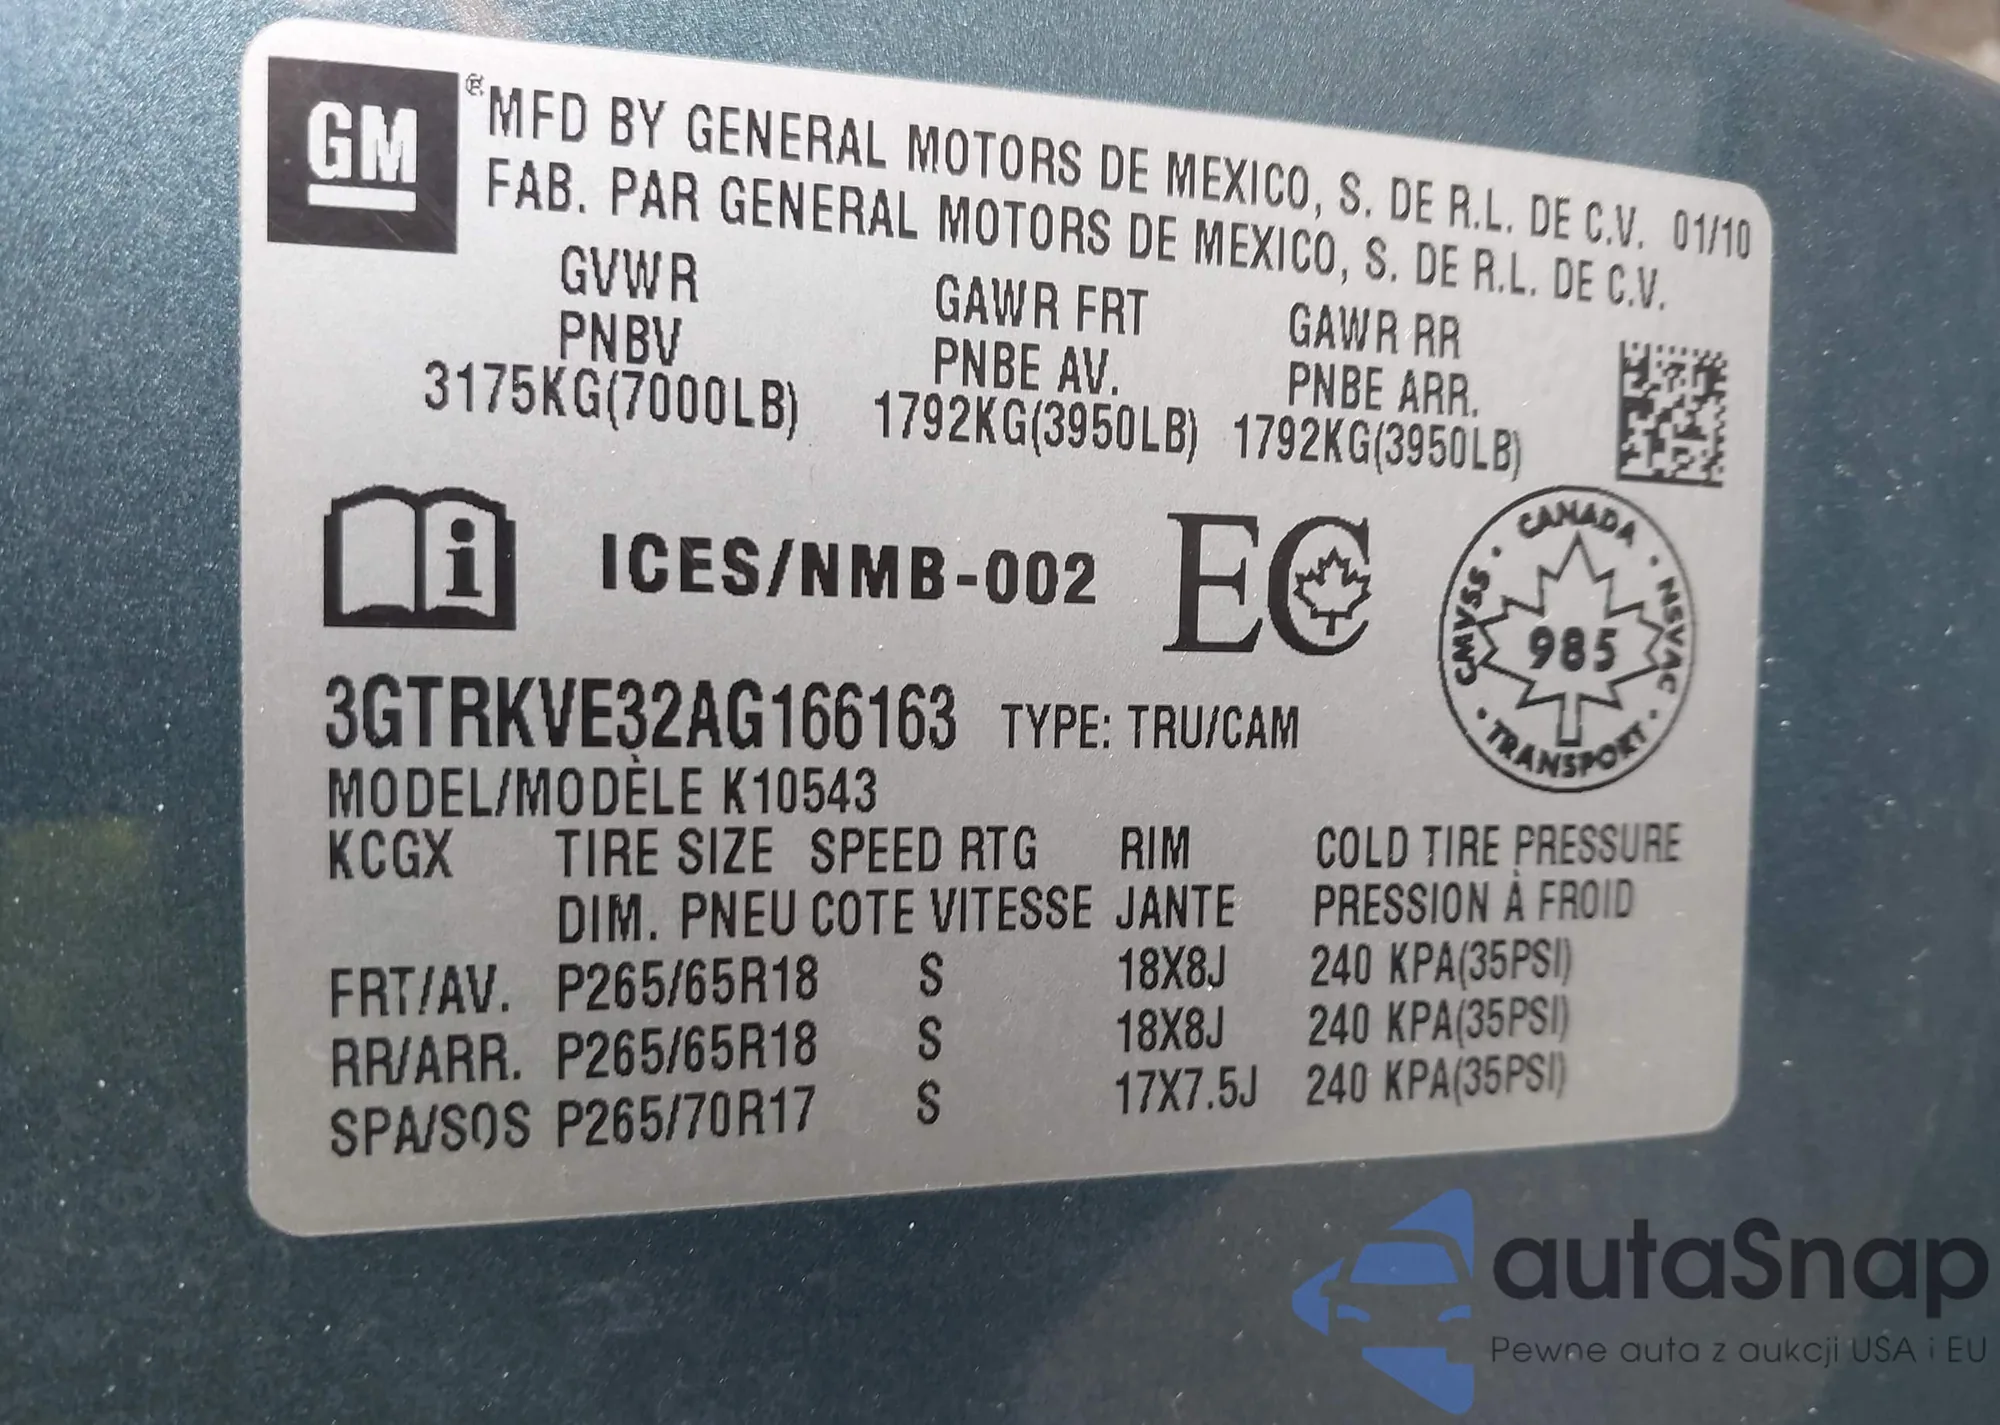 GM
® MFD BY GENERAL MOTORS DE MEXICO, S. DE R.L. DE C.V. 01/10
FAB. PAR GENERAL MOTORS DE MEXICO, S. DE R.L. DE C.V.
GVWR GAWR FRT GAWR RR
PNBV PNBE AV. PNBE ARR.
3175KG(7000LB) 1792KG(3950LB) 1792KG(3950LB)
i ICES/NMB-002 EC
CANADA
CMVSS 985 NSVAC
TRANSPORT
3GTRKVE32AG166163 TYPE: TRU/CAM
MODEL/MODÈLE K10543
KCGX TIRE SIZE SPEED RTG RIM COLD TIRE PRESSURE
DIM. PNEU COTE VITESSE JANTE PRESSION À FROID
FRT/AV. P265/65R18 S 18X8J 240 KPA(35PSI)
RR/ARR. P265/65R18 S 18X8J 240 KPA(35PSI)
SPA/SOS P265/70R17 S 17X7.5J 240 KPA(35PSI)
autaSnap
Pewne auta z aukcji USA i EU